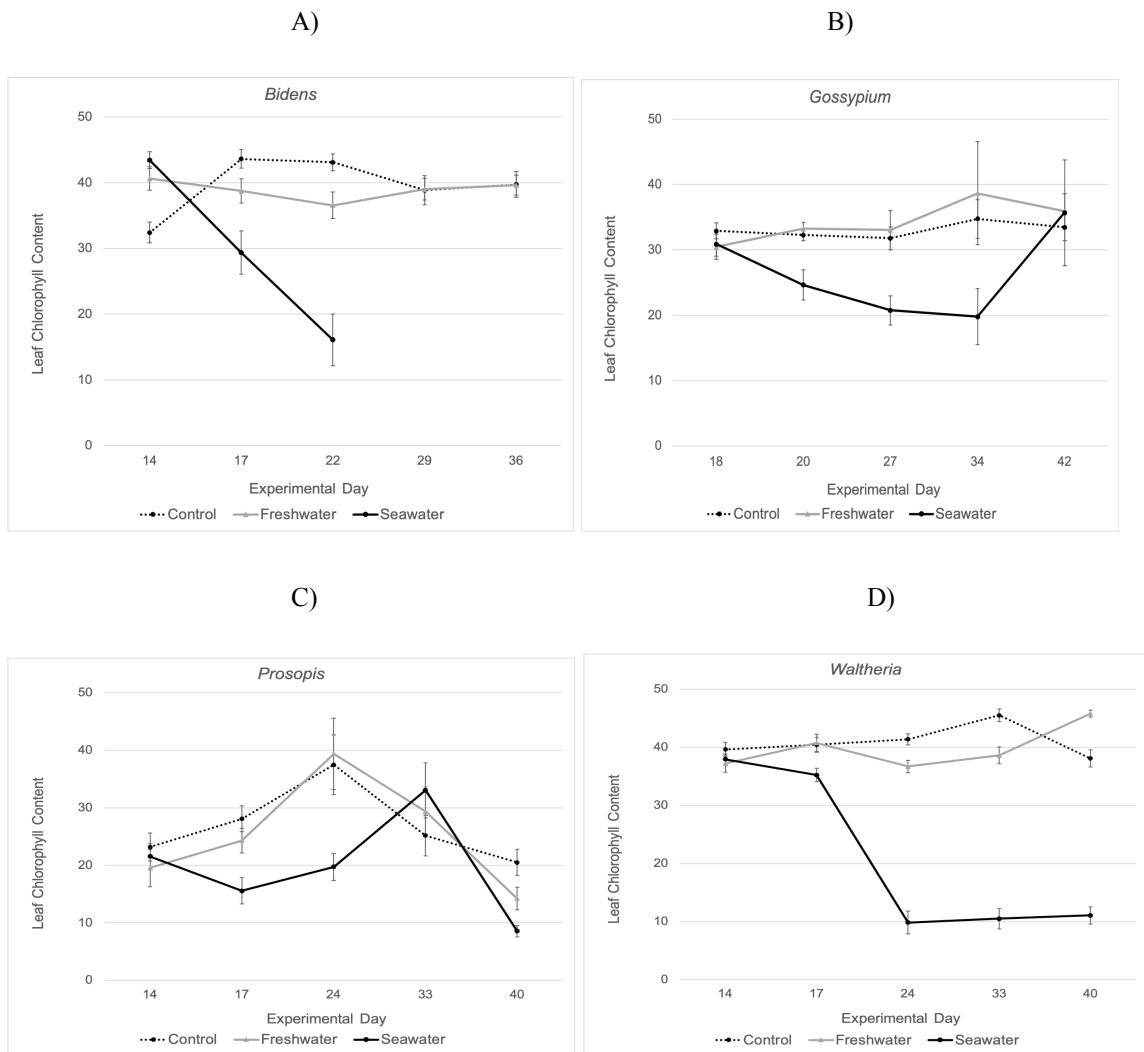 A)
B)
Bidens
50
40
30
20
10
0
Leaf Chlorophyll Content
14 17 22 29 36
Experimental Day
Control Freshwater Seawater
Gossypium
50
40
30
20
10
0
Leaf Chlorophyll Content
18 20 27 34 42
Experimental Day
Control Freshwater Seawater
C)
D)
Prosopis
50
40
30
20
10
0
Leaf Chlorophyll Content
14 17 24 33 40
Experimental Day
Control Freshwater Seawater
Waltheria
50
40
30
20
10
0
Leaf Chlorophyll Content
14 17 24 33 40
Experimental Day
Control Freshwater Seawater